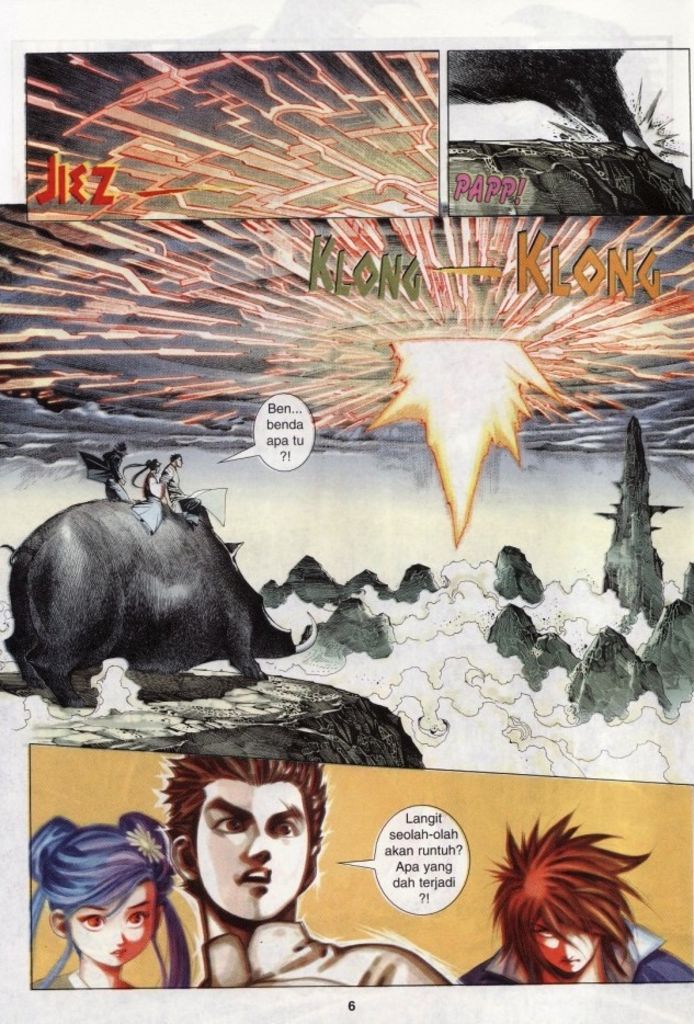 JIEZ
PAPP!
KLONG — KLONG
Ben...
benda
apa tu
?!
Langit
seolah-olah
akan runtuh?
Apa yang
dah terjadi
?!
6